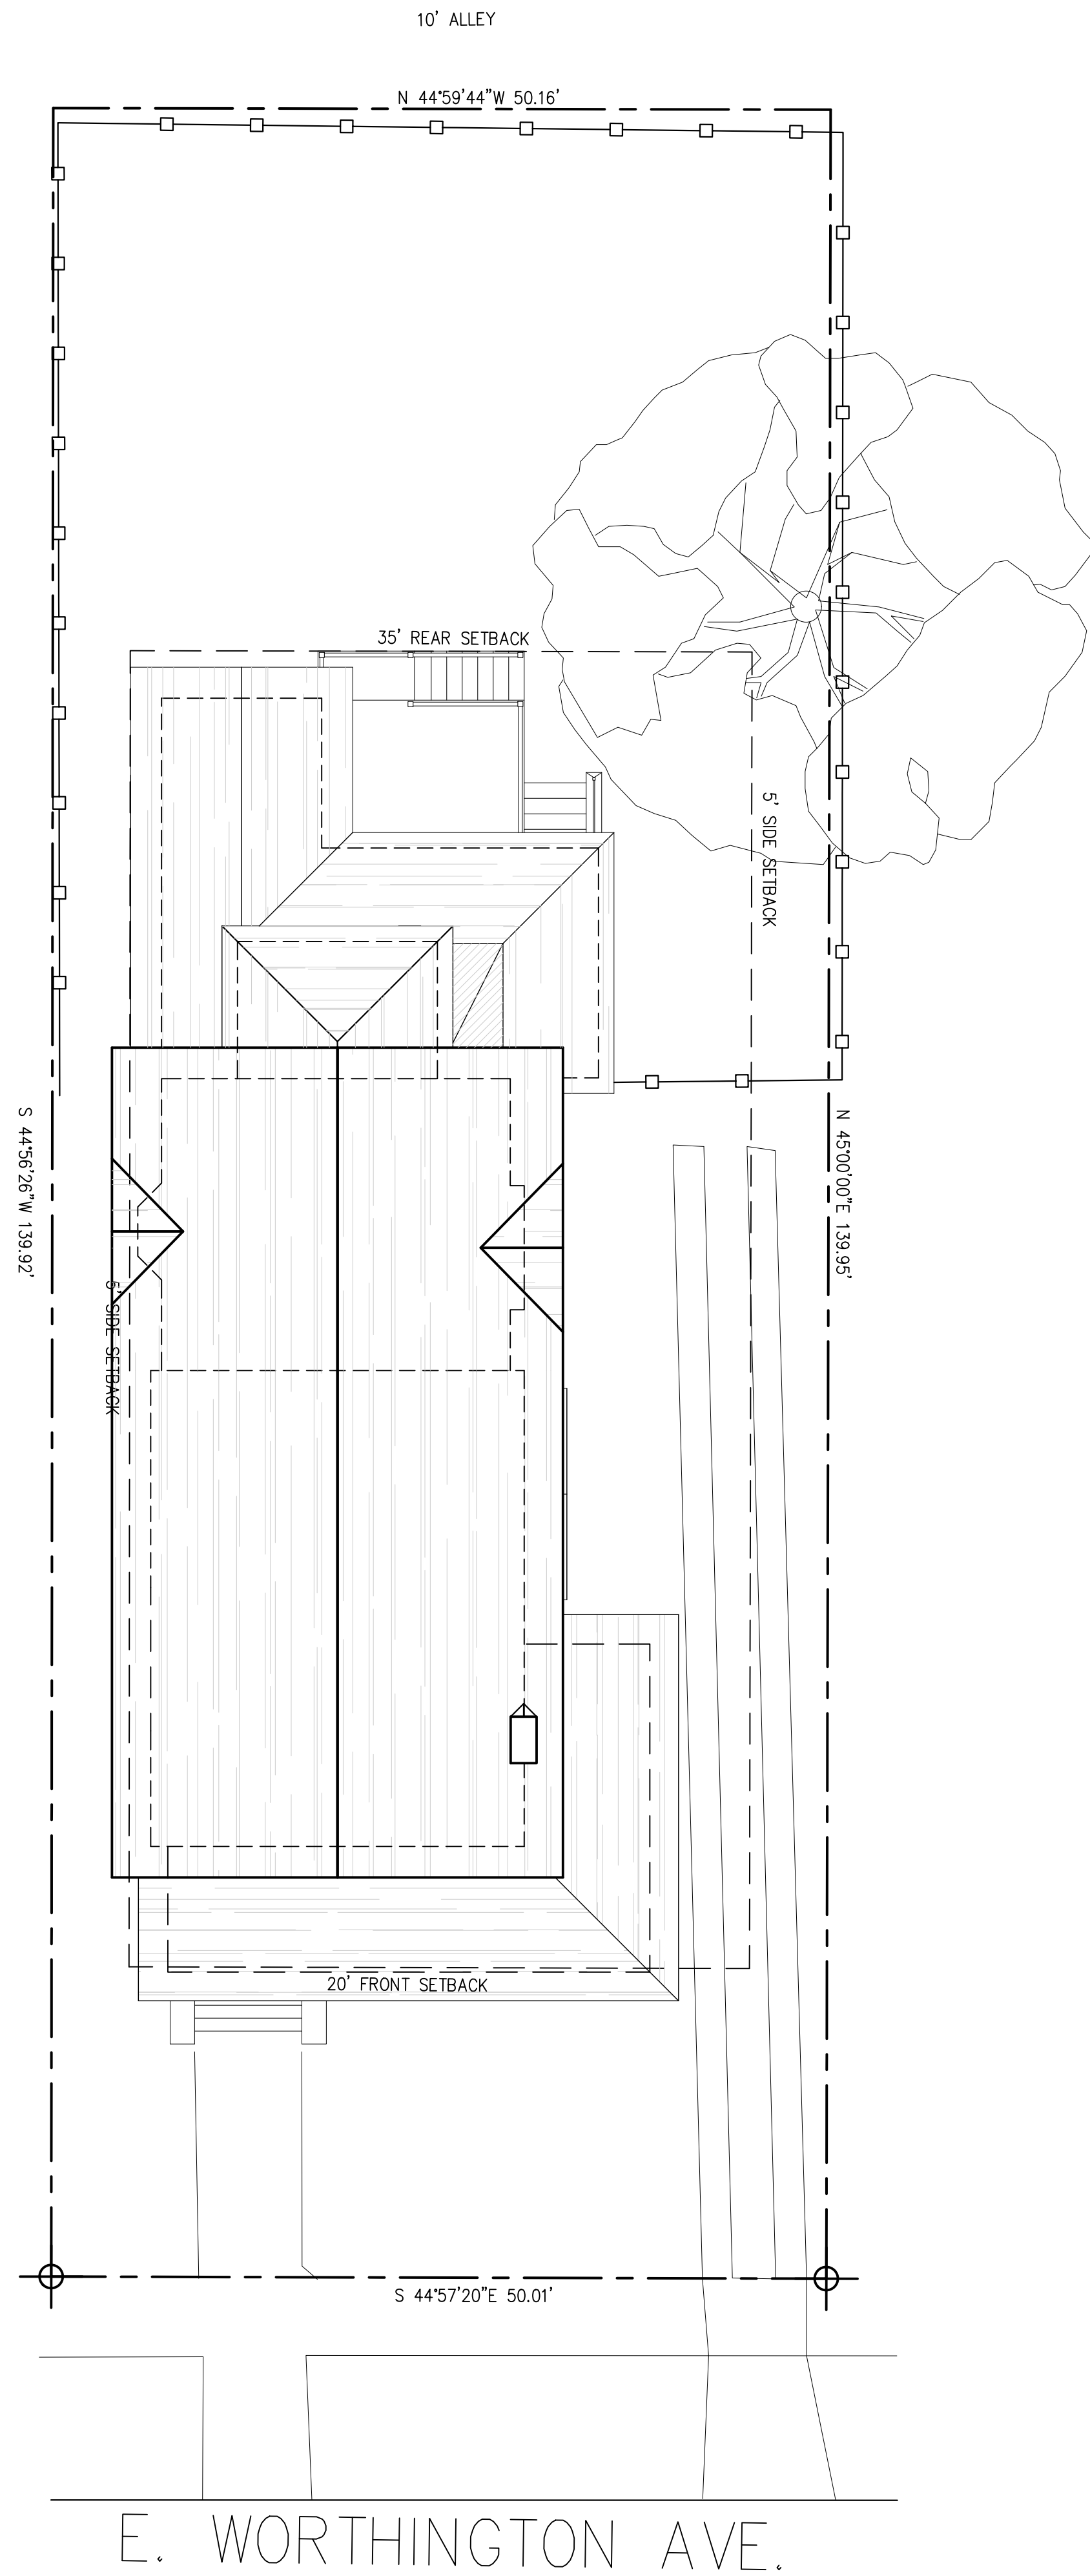 10' ALLEY
N 44°59'44"W 50.16'
35' REAR SETBACK
5' SIDE SETBACK
S 44°56'26"W 139.92'
N 45°00'00"E 139.95'
5' SIDE SETBACK
20' FRONT SETBACK
S 44°57'20"E 50.01'
E. WORTHINGTON AVE.